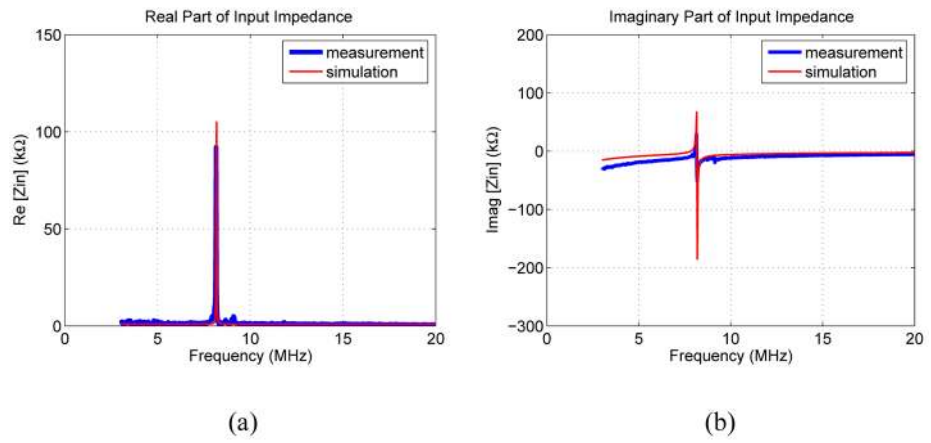 Real Part of Input Impedance
150
100
50
0
Re [Zin] (kΩ)
measurement
simulation
0 5 10 15 20
Frequency (MHz)
(a)
Imaginary Part of Input Impedance
200
100
0
−100
−200
−300
Imag [Zin] (kΩ)
measurement
simulation
0 5 10 15 20
Frequency (MHz)
(b)